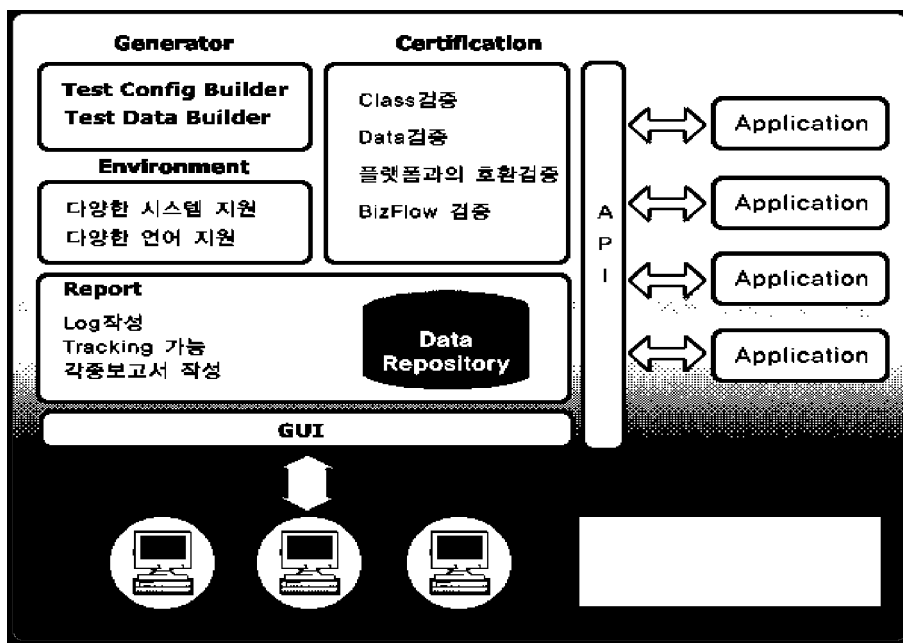 Generator
Test Config Builder
Test Data Builder
Environment
다양한 시스템 지원
다양한 언어 지원
Certification
Class검증
Data검증
플랫폼과의 호환검증
BizFlow 검증
Report
Log작성
Tracking 가능
각종보고서 작성
Data
Repository
GUI
A
P
I
Application
Application
Application
Application